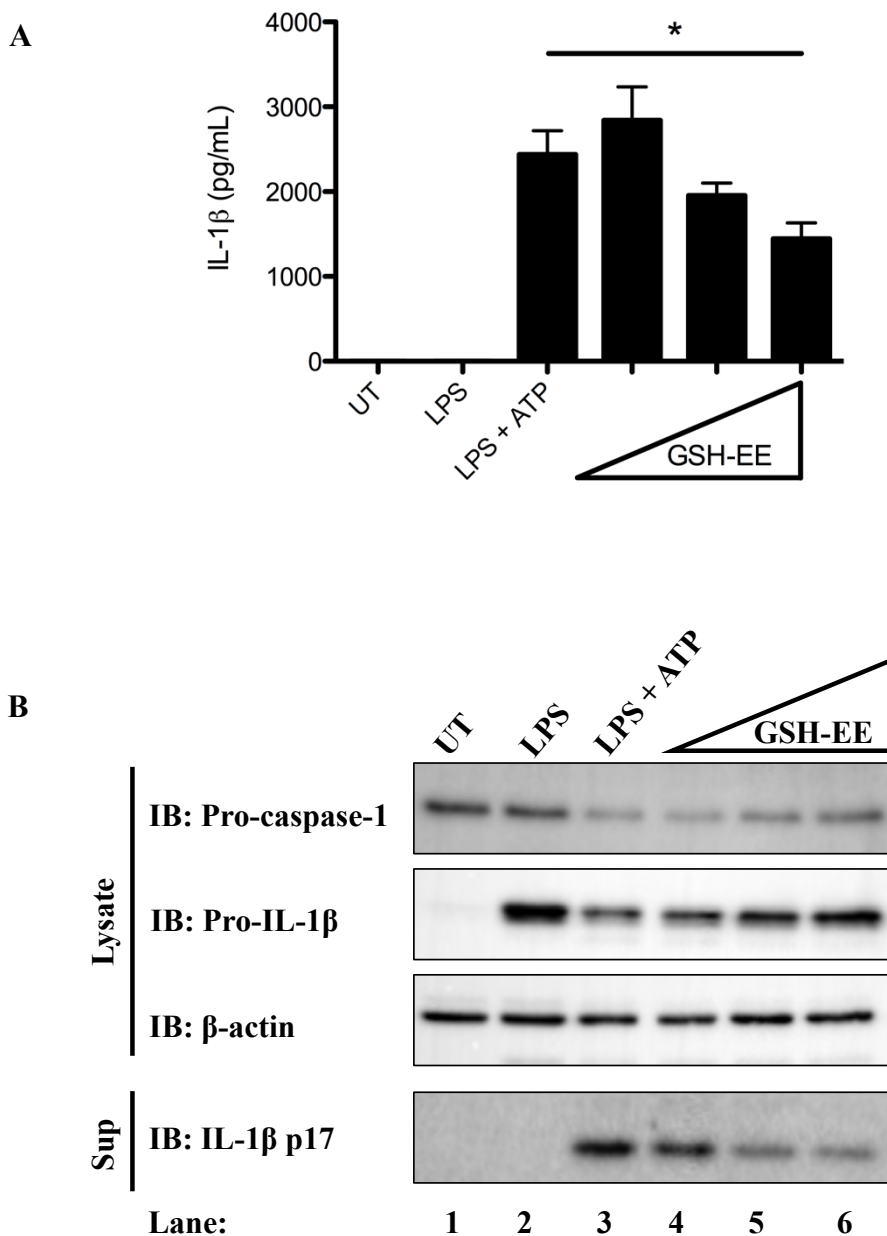 A
*
4000
3000
2000
1000
0
IL-1β (pg/mL)
UT
LPS
LPS + ATP
GSH-EE
B
UT
LPS
LPS + ATP
GSH-EE
Lysate
IB: Pro-caspase-1
IB: Pro-IL-1β
IB: β-actin
Sup
IB: IL-1β p17
Lane: 1 2 3 4 5 6